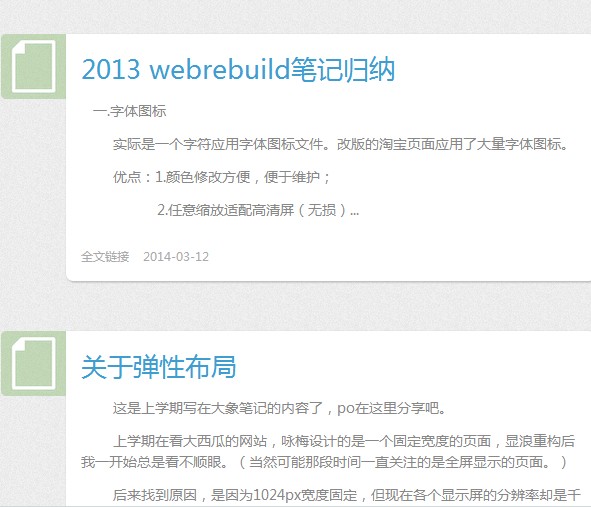 2013 webrebuild笔记归纳
一.字体图标
实际是一个字符应用字体图标文件。改版的淘宝页面应用了大量字体图标。
优点：1.颜色修改方便，便于维护；
2.任意缩放适配高清屏（无损）...
全文链接 2014-03-12
关于弹性布局
这是上学期写在大象笔记的内容了，po在这里分享吧。
上学期在看大西瓜的网站，咏梅设计的是一个固定宽度的页面，显浪重构后
我一开始总是看不顺眼。（当然可能那段时间一直关注的是全屏显示的页面。）
后来找到原因，是因为1024px宽度固定，但现在各个显示屏的分辨率却是千